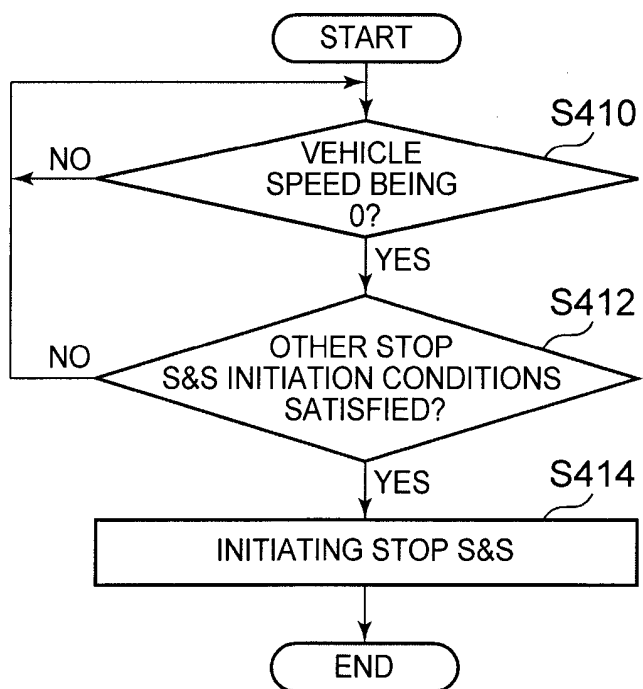 START
S410
NO
VEHICLE
SPEED BEING
0?
YES
S412
NO
OTHER STOP
S&S INITIATION CONDITIONS
SATISFIED?
YES
S414
INITIATING STOP S&S
END